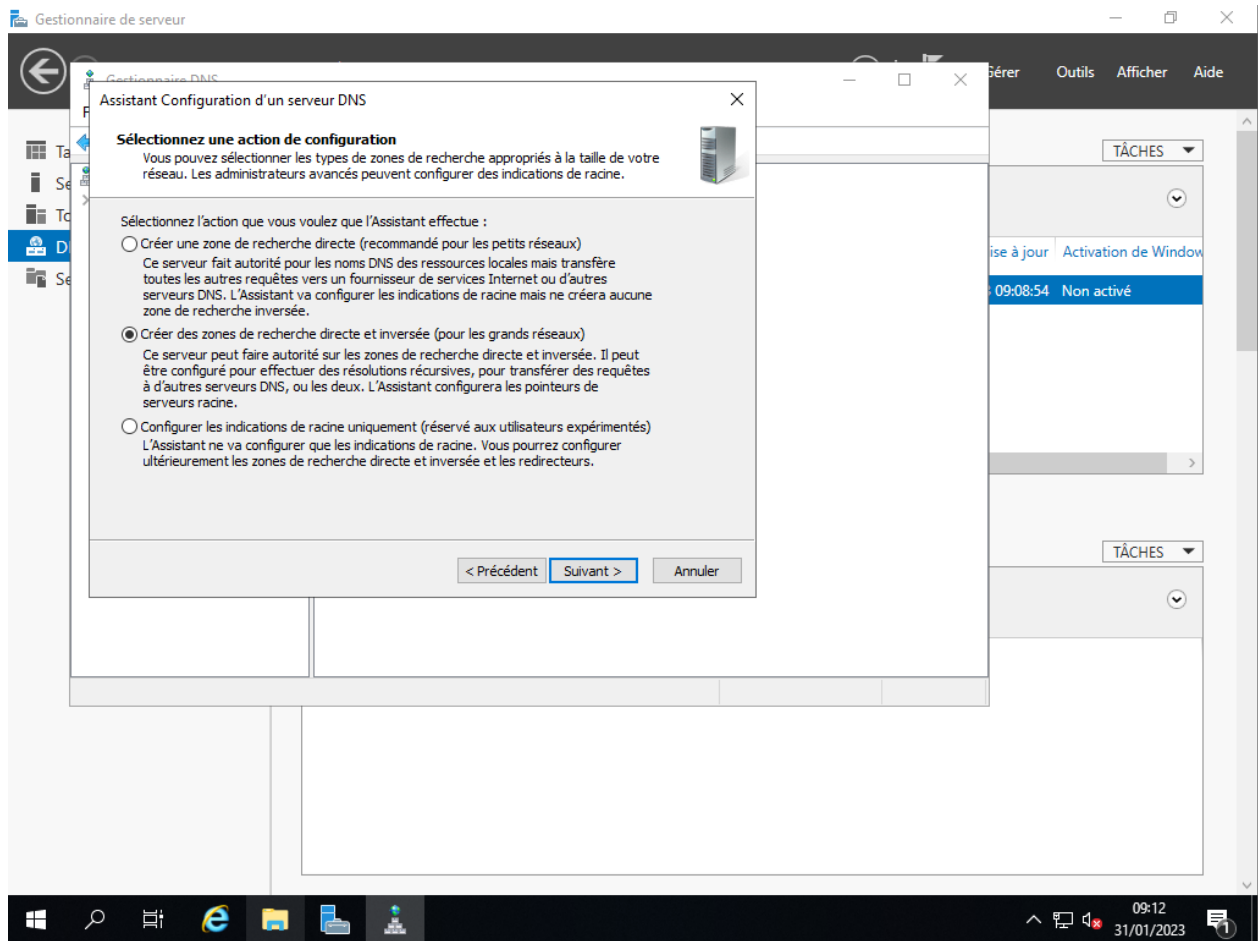 Gestionnaire de serveur
Gérer Outils Afficher Aide
Gestionnaire DNS
Assistant Configuration d'un serveur DNS
Sélectionnez une action de configuration
Vous pouvez sélectionner les types de zones de recherche appropriés à la taille de votre
réseau. Les administrateurs avancés peuvent configurer des indications de racine.
Sélectionnez l'action que vous voulez que l'Assistant effectue :
Créer une zone de recherche directe (recommandé pour les petits réseaux)
Ce serveur fait autorité pour les noms DNS des ressources locales mais transfère
toutes les autres requêtes vers un fournisseur de services Internet ou d'autres
serveurs DNS. L'Assistant va configurer les indications de racine mais ne créera aucune
zone de recherche inversée.
Créer des zones de recherche directe et inversée (pour les grands réseaux)
Ce serveur peut faire autorité sur les zones de recherche directe et inversée. Il peut
être configuré pour effectuer des résolutions récursives, pour transférer des requêtes
à d'autres serveurs DNS, ou les deux. L'Assistant configurera les pointeurs de
serveurs racine.
Configurer les indications de racine uniquement (réservé aux utilisateurs expérimentés)
L'Assistant ne va configurer que les indications de racine. Vous pourrez configurer
ultérieurement les zones de recherche directe et inversée et les redirecteurs.
< Précédent Suivant > Annuler
TÂCHES
ise à jour Activation de Window
09:08:54 Non activé
TÂCHES
09:12
31/01/2023
1